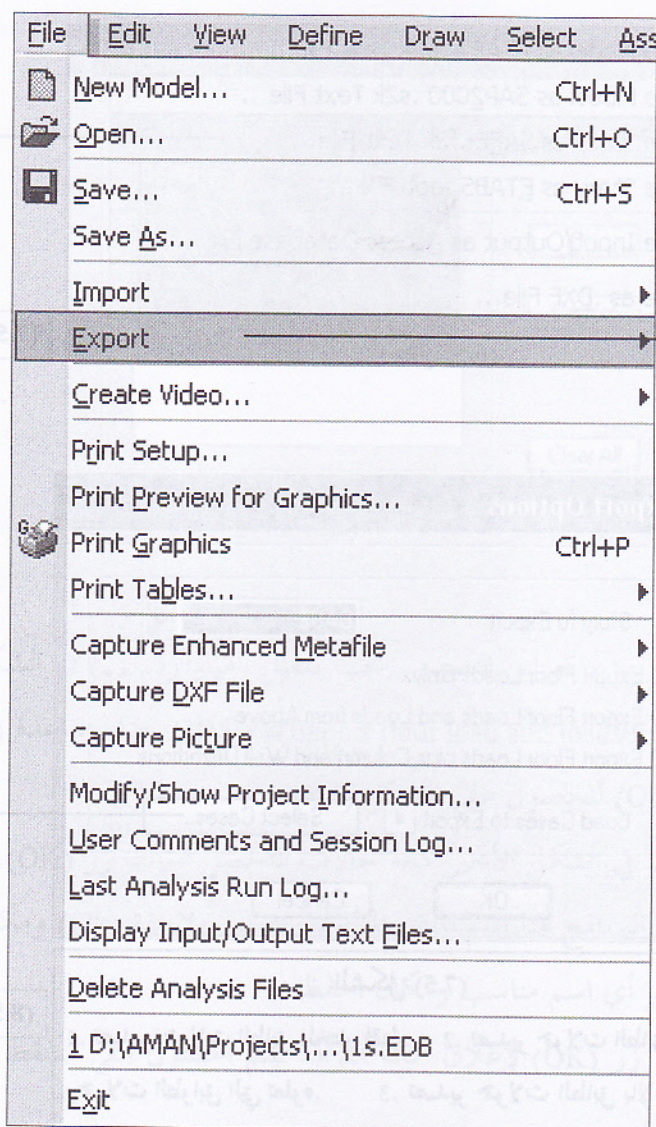 File Edit View Define Draw Select Ass
New Model... Ctrl+N
Open... Ctrl+O
Save... Ctrl+S
Save As...
Import
Export
Create Video...
Print Setup...
Print Preview for Graphics...
Print Graphics Ctrl+P
Print Tables...
Capture Enhanced Metafile
Capture DXF File
Capture Picture
Modify/Show Project Information...
User Comments and Session Log...
Last Analysis Run Log...
Display Input/Output Text Files...
Delete Analysis Files
1 D:\AMAN\Projects\...\1s.EDB
Exit